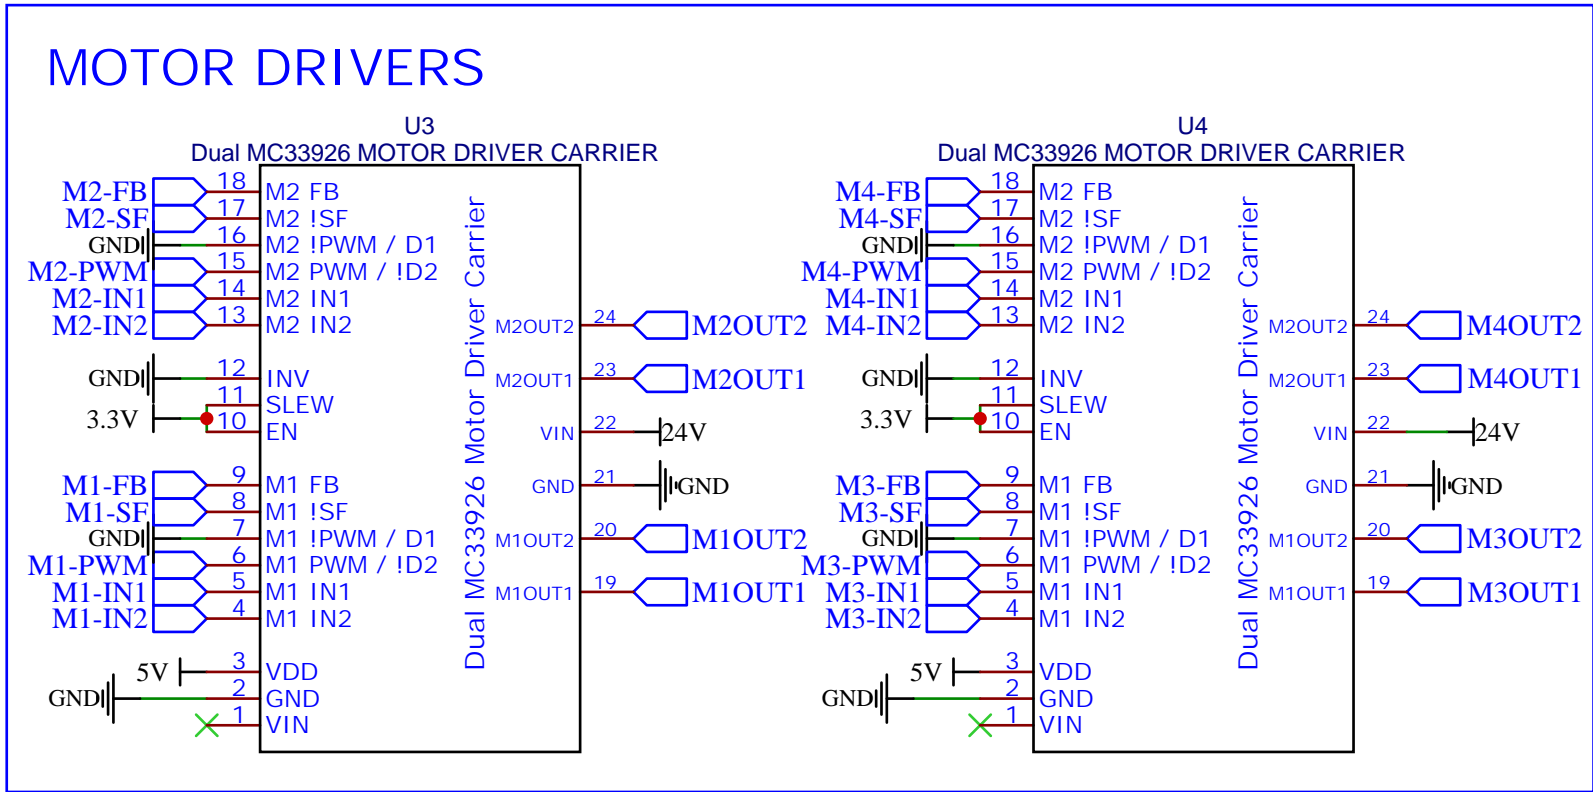 MOTOR DRIVERS
U3
Dual MC33926 MOTOR DRIVER CARRIER
M2-FB 18 M2 FB
M2-SF 17 M2 !SF
GND 16 M2 !PWM / D1
M2-PWM 15 M2 PWM / !D2
M2-IN1 14 M2 IN1
M2-IN2 13 M2 IN2
GND 12 INV
11 SLEW
3.3V
10 EN
M1-FB 9 M1 FB
M1-SF 8 M1 !SF
GND 7 M1 !PWM / D1
M1-PWM 6 M1 PWM / !D2
M1-IN1 5 M1 IN1
M1-IN2 4 M1 IN2
5V 3 VDD
GND 2 GND
1 VIN
Dual MC33926 Motor Driver Carrier
M2OUT2 24 M2OUT2
M2OUT1 23 M2OUT1
VIN 22 24V
GND 21 GND
M1OUT2 20 M1OUT2
M1OUT1 19 M1OUT1
U4
Dual MC33926 MOTOR DRIVER CARRIER
M4-FB 18 M2 FB
M4-SF 17 M2 !SF
GND 16 M2 !PWM / D1
M4-PWM 15 M2 PWM / !D2
M4-IN1 14 M2 IN1
M4-IN2 13 M2 IN2
GND 12 INV
11 SLEW
3.3V
10 EN
M3-FB 9 M1 FB
M3-SF 8 M1 !SF
GND 7 M1 !PWM / D1
M3-PWM 6 M1 PWM / !D2
M3-IN1 5 M1 IN1
M3-IN2 4 M1 IN2
5V 3 VDD
GND 2 GND
1 VIN
Dual MC33926 Motor Driver Carrier
M2OUT2 24 M4OUT2
M2OUT1 23 M4OUT1
VIN 22 24V
GND 21 GND
M1OUT2 20 M3OUT2
M1OUT1 19 M3OUT1